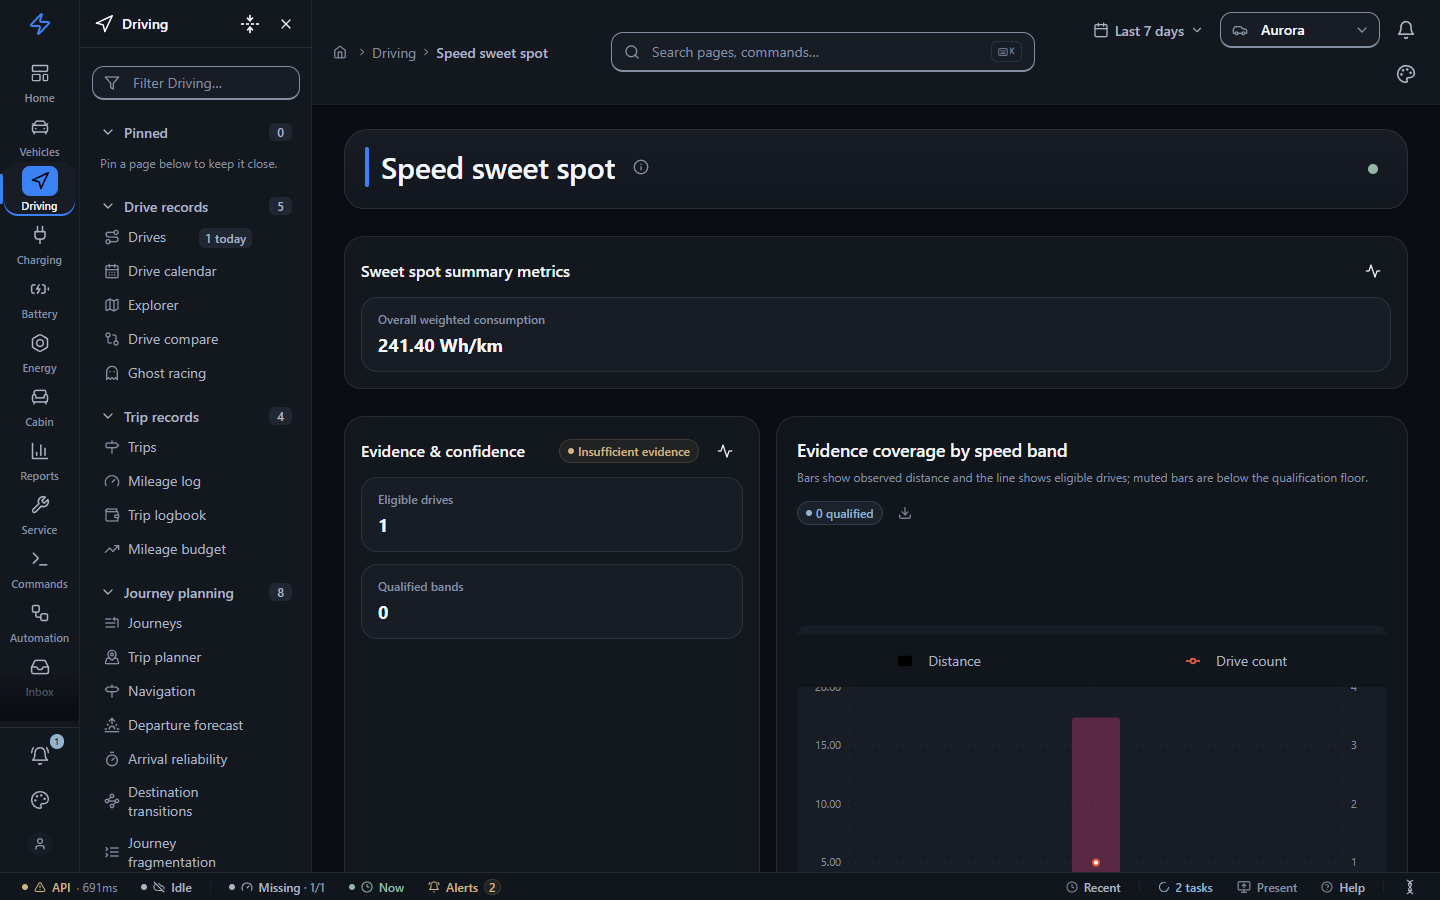 Home
Vehicles
Driving
Charging
Battery
Energy
Cabin
Reports
Service
Commands
Automation
Inbox
1
Driving
Filter Driving...
Pinned 0
Pin a page below to keep it close.
Drive records 5
Drives 1 today
Drive calendar
Explorer
Drive compare
Ghost racing
Trip records 4
Trips
Mileage log
Trip logbook
Mileage budget
Journey planning 8
Journeys
Trip planner
Navigation
Departure forecast
Arrival reliability
Destination
transitions
Journey
fragmentation
Driving Speed sweet spot
Search pages, commands... K
Last 7 days
Aurora
Speed sweet spot
Sweet spot summary metrics
Overall weighted consumption
241.40 Wh/km
Evidence & confidence Insufficient evidence
Eligible drives
1
Qualified bands
0
Evidence coverage by speed band
Bars show observed distance and the line shows eligible drives; muted bars are below the qualification floor.
0 qualified
Distance Drive count
20.00 4
15.00 3
10.00 2
5.00 1
API · 691ms Idle Missing · 1/1 Now Alerts 2 Recent 2 tasks Present Help